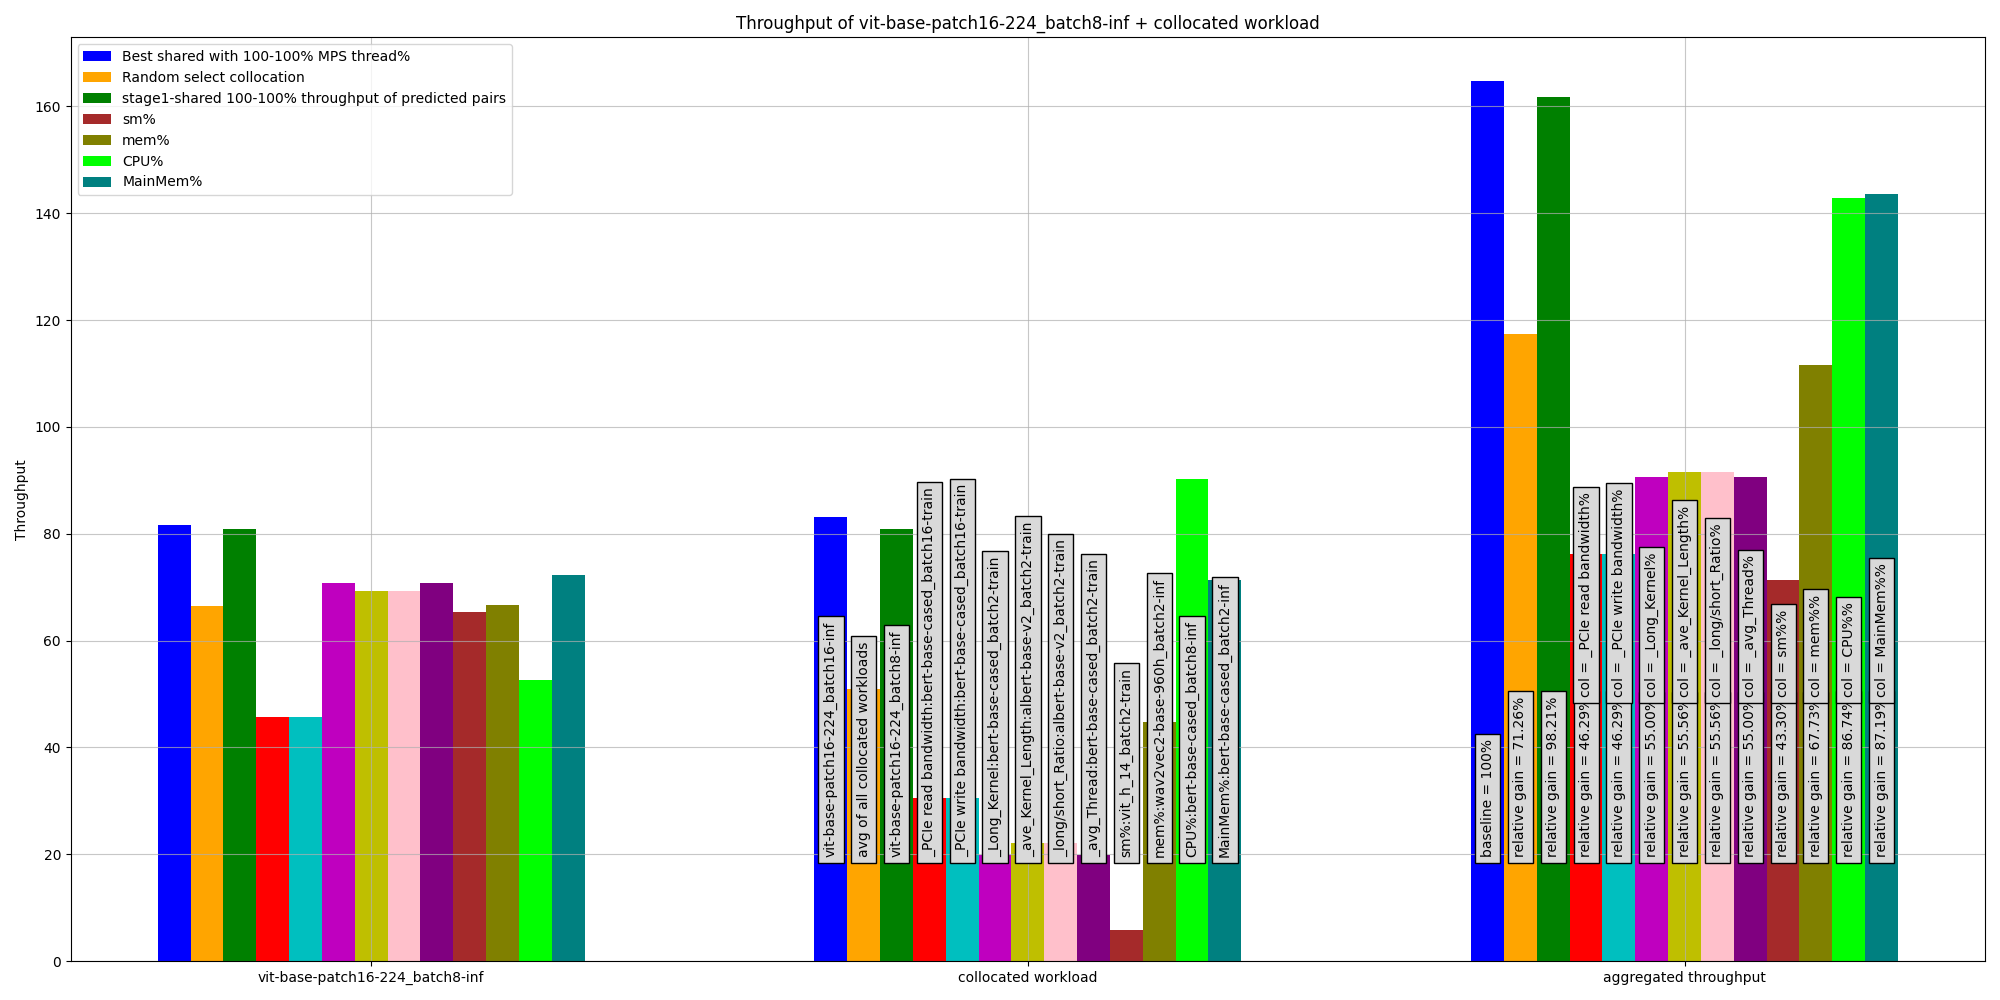 Throughput of vit-base-patch16-224_batch8-inf + collocated workload
Best shared with 100-100% MPS thread%
Random select collocation
stage1-shared 100-100% throughput of predicted pairs
sm%
mem%
CPU%
MainMem%
Throughput
160
140
120
100
80
60
40
20
0
vit-base-patch16-224_batch16-inf
avg of all collocated workloads
vit-base-patch16-224_batch8-inf
_PCIe read bandwidth:bert-base-cased_batch16-train
_PCIe write bandwidth:bert-base-cased_batch16-train
_Long_Kernel:bert-base-cased_batch2-train
_ave_Kernel_Length:albert-base-v2_batch2-train
_long/short_Ratio:albert-base-v2_batch2-train
_avg_Thread:bert-base-cased_batch2-train
sm%:vit_h_14_batch2-train
mem%:wav2vec2-base-960h_batch2-inf
CPU%:bert-base-cased_batch8-inf
MainMem%:bert-base-cased_batch2-inf
baseline = 100%
relative gain = 71.26%
relative gain = 98.21%
relative gain = 46.29%
col = _PCIe read bandwidth%
relative gain = 46.29%
col = _PCIe write bandwidth%
relative gain = 55.00%
col = _Long_Kernel%
relative gain = 55.56%
col = _ave_Kernel_Length%
relative gain = 55.56%
col = _long/short_Ratio%
relative gain = 55.00%
col = _avg_Thread%
relative gain = 43.30%
col = sm%%
relative gain = 67.73%
col = mem%%
relative gain = 86.74%
col = CPU%%
relative gain = 87.19%
col = MainMem%%
vit-base-patch16-224_batch8-inf
collocated workload
aggregated throughput